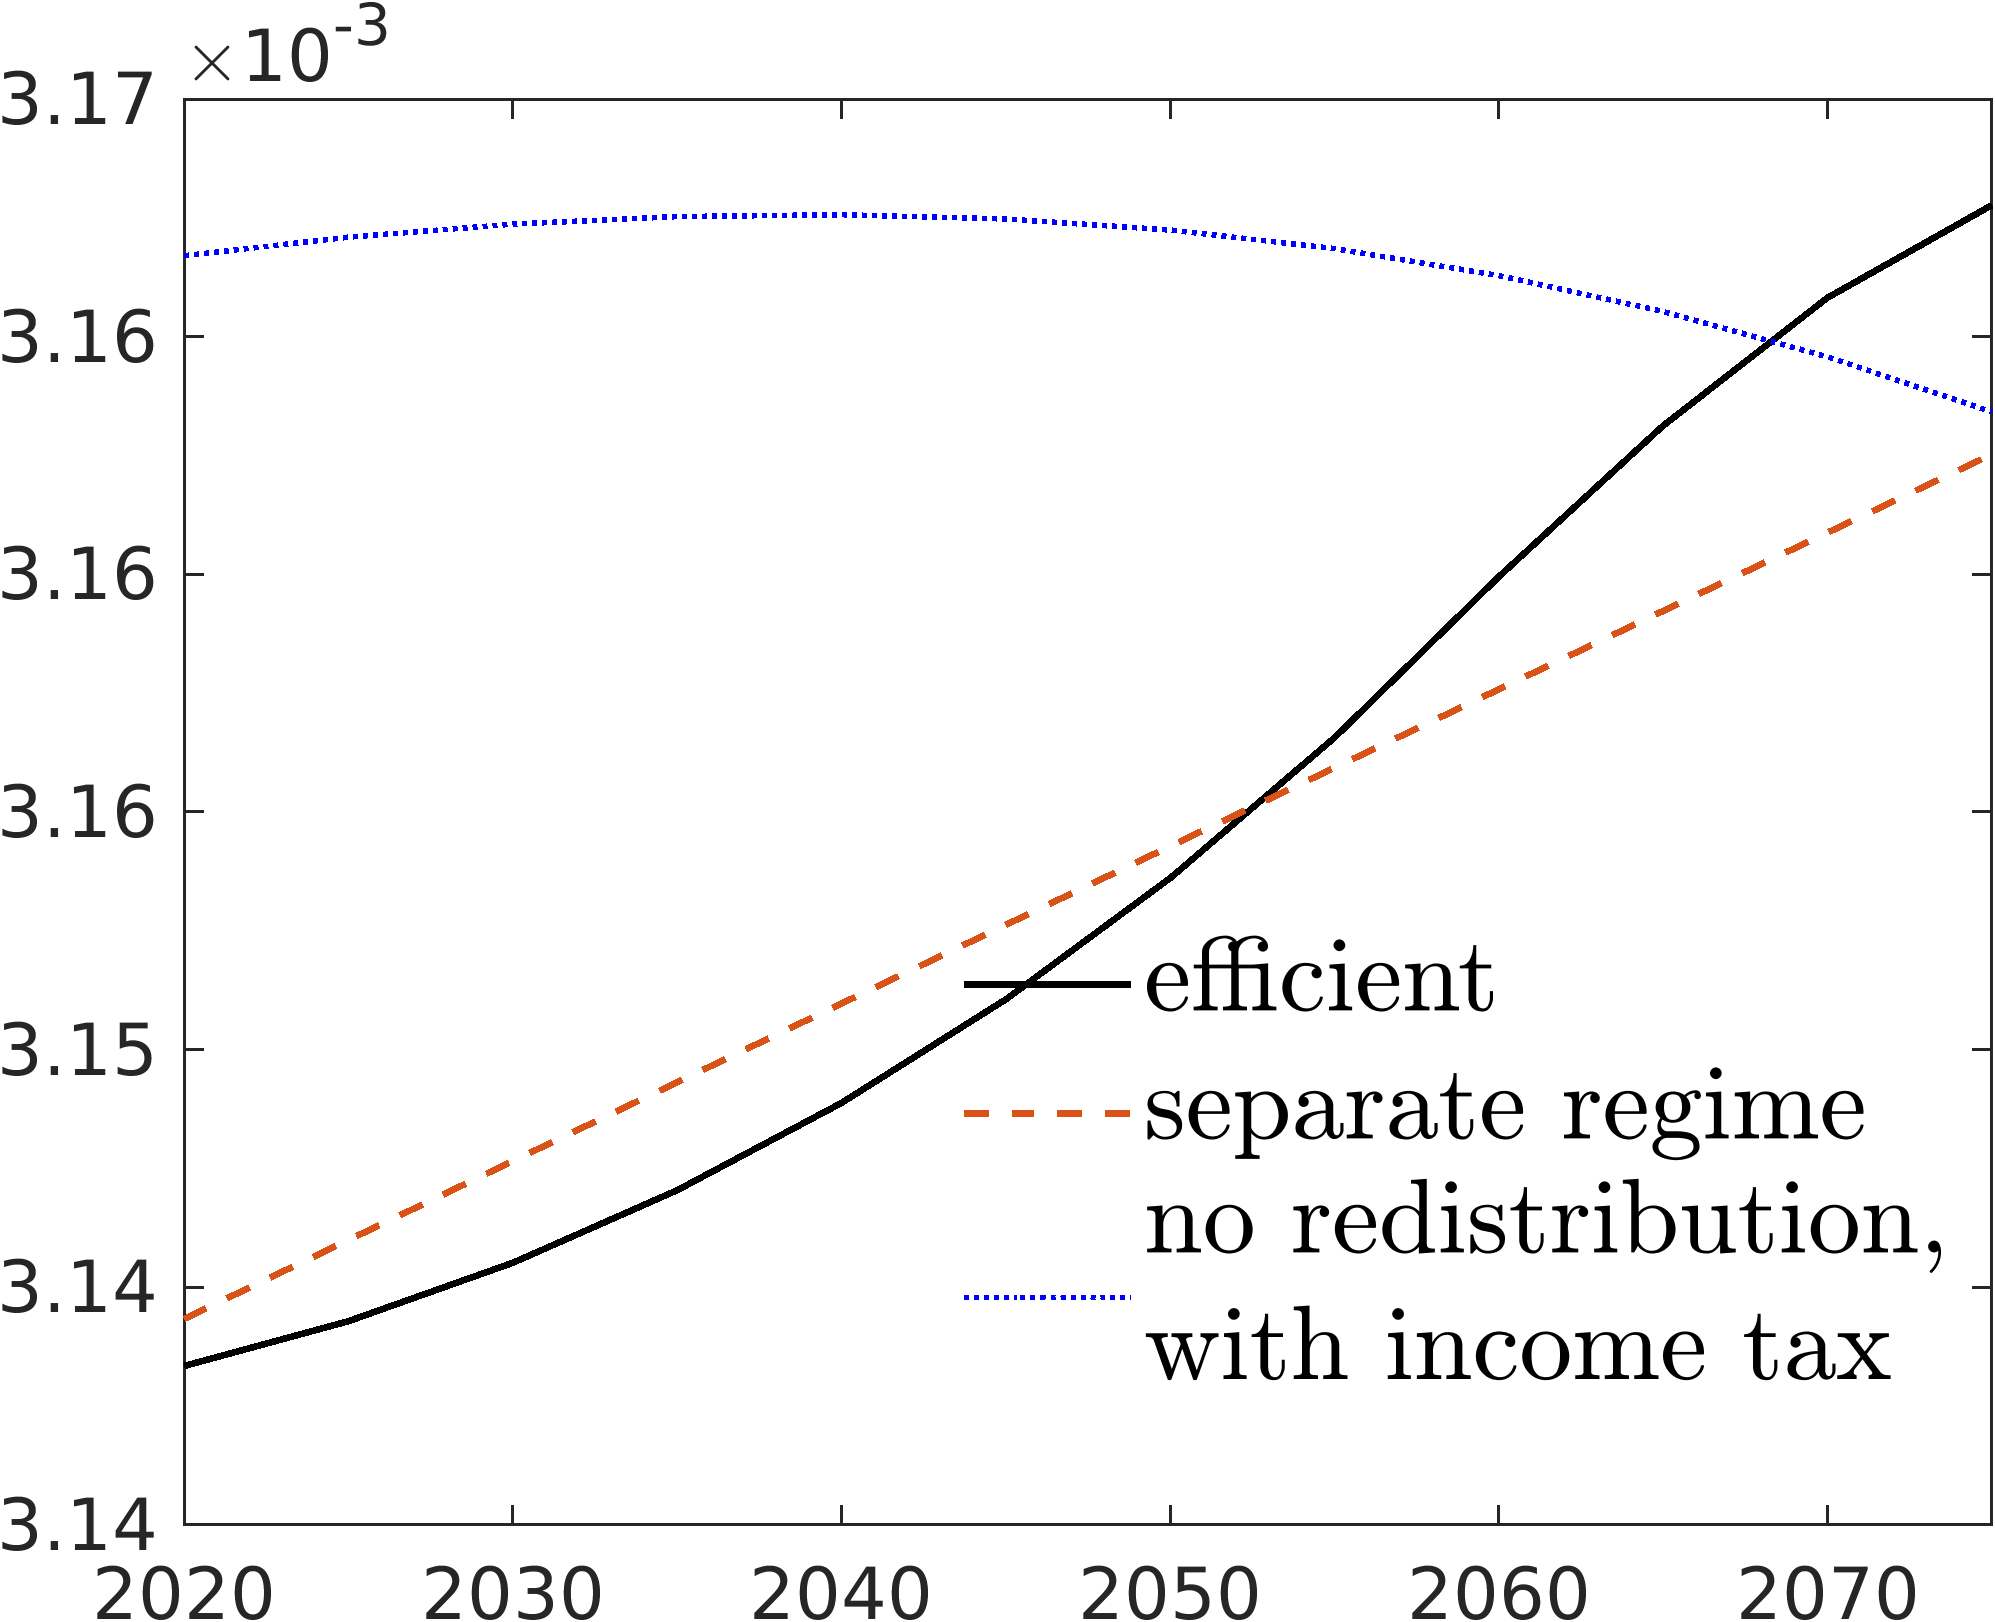 ×10-3
3.17
3.16
3.16
3.16
3.15
3.14
3.14
2020 2030 2040 2050 2060 2070
efficient
separate regime
no redistribution,
with income tax